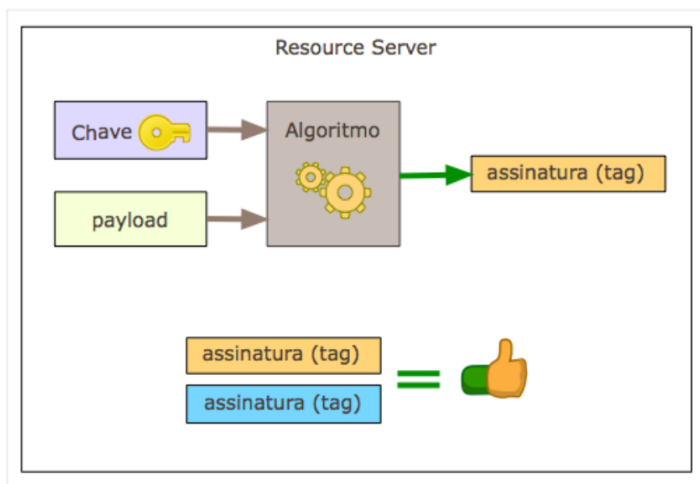 Resource Server
Chave
Algoritmo
assinatura (tag)
payload
assinatura (tag)
assinatura (tag)